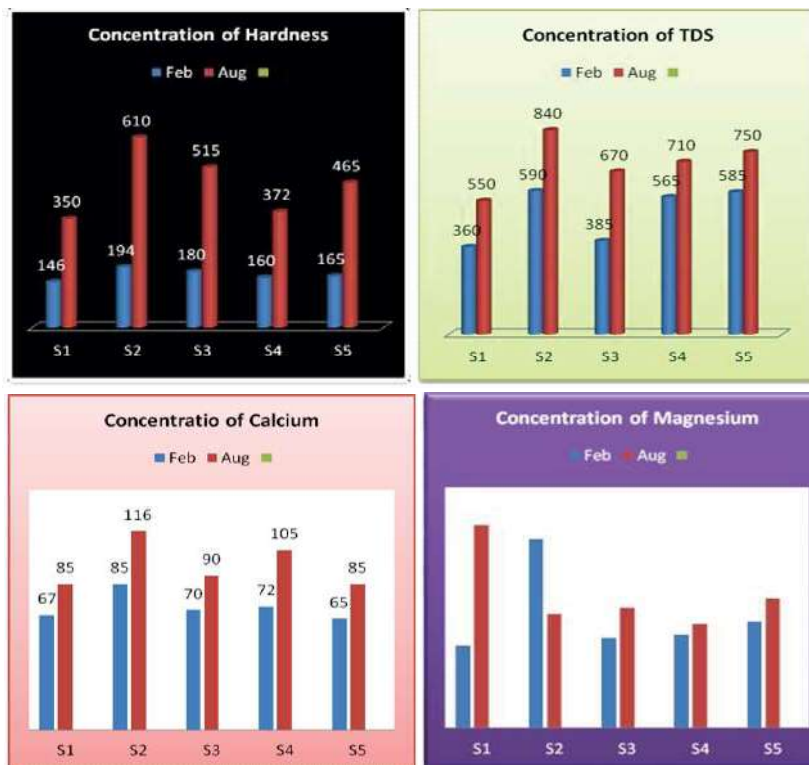 Concentration of Hardness
Feb Aug
350
610
515
372
465
146
194
180
160
165
S1 S2 S3 S4 S5
Concentration of TDS
Feb Aug
550
840
670
710
750
360
590
385
565
585
S1 S2 S3 S4 S5
Concentratio of Calcium
Feb Aug
67
85
85
116
70
90
72
105
65
85
S1 S2 S3 S4 S5
Concentration of Magnesium
Feb Aug
S1 S2 S3 S4 S5